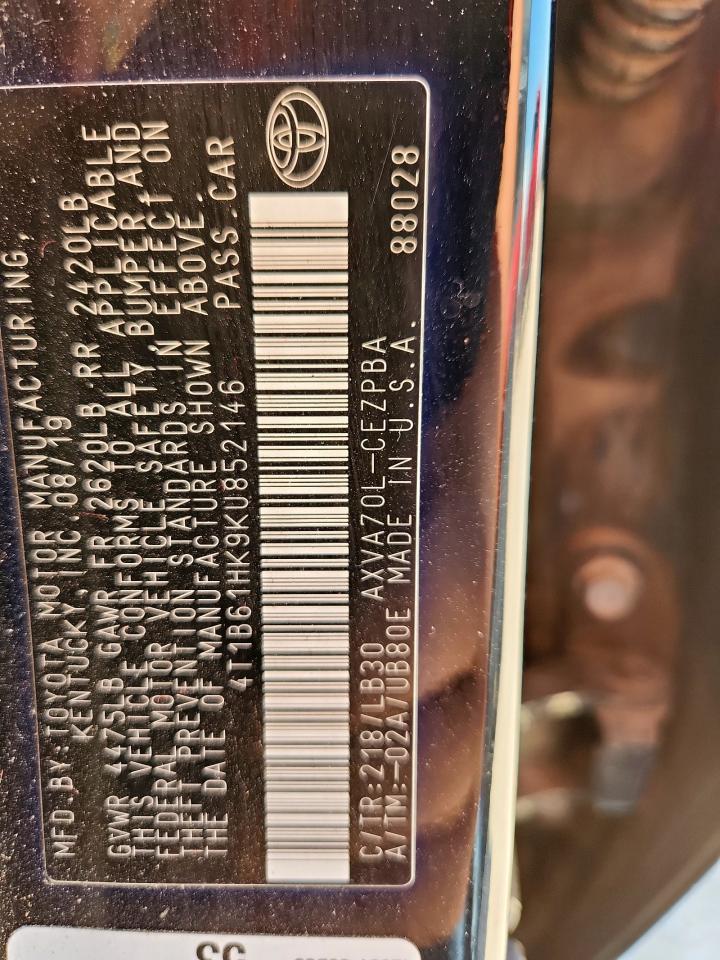 MFD.BY: TOYOTA MOTOR MANUFACTURING,
KENTUCKY, INC. 08/19
GVWR 4475LB GAWR FR 2620LB RR 2420LB
THIS VEHICLE CONFORMS TO ALL APPLICABLE
FEDERAL MOTOR VEHICLE SAFETY, BUMPER, AND
THEFT PREVENTION STANDARDS IN EFFECT ON
THE DATE OF MANUFACTURE SHOWN ABOVE.
4T1B61HK9KU852146 PASS.CAR
C/TR:218/LB30 AXVA70L-CEZPBA 88028
A/TM:-02A/UB80E MADE IN U.S.A.